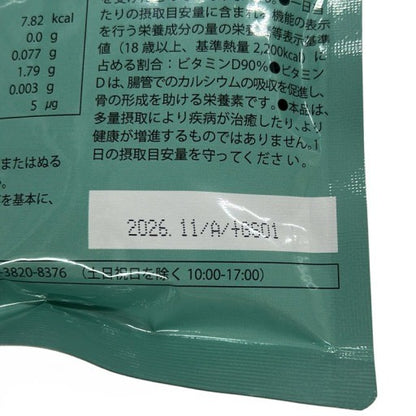 7.82 kcal
0.0 g
0.077 g
1.79 g
0.003 g
5 μg
●一日当
たりの摂取目安量に含まれる機能の表示
を行う栄養成分の量の栄養素等表示基準
値(18歳以上、基準熱量2,200kcal)に
占める割合:ビタミンD90%●ビタミン
Dは、腸管でのカルシウムの吸収を促進し、
骨の形成を助ける栄養素です。●本品は、
多量摂取により疾病が治癒したり、より
健康が増進するものではありません。1
日の摂取目安量を守ってください。
またはぬる
を基本に、
2026.11/A/+GS01
-3820-8376 (土日祝日を除く 10:00-17:00)